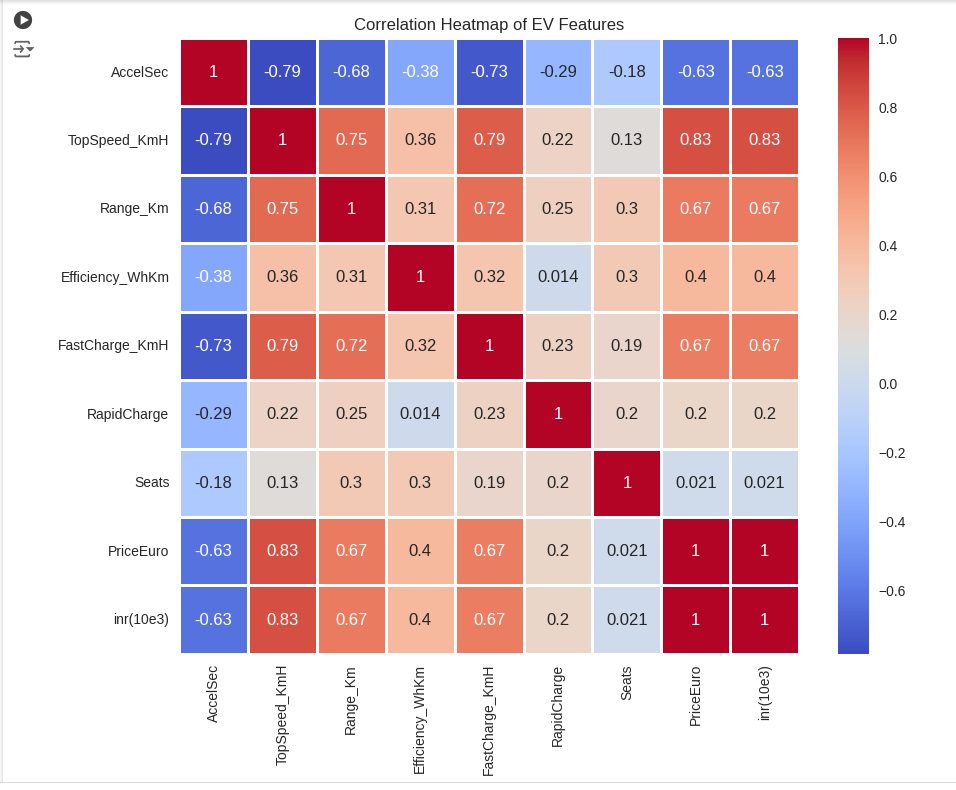 Correlation Heatmap of EV Features
AccelSec 1 -0.79 -0.68 -0.38 -0.73 -0.29 -0.18 -0.63 -0.63
TopSpeed_KmH -0.79 1 0.75 0.36 0.79 0.22 0.13 0.83 0.83
Range_Km -0.68 0.75 1 0.31 0.72 0.25 0.3 0.67 0.67
Efficiency_WhKm -0.38 0.36 0.31 1 0.32 0.014 0.3 0.4 0.4
FastCharge_KmH -0.73 0.79 0.72 0.32 1 0.23 0.19 0.67 0.67
RapidCharge -0.29 0.22 0.25 0.014 0.23 1 0.2 0.2 0.2
Seats -0.18 0.13 0.3 0.3 0.19 0.2 1 0.021 0.021
PriceEuro -0.63 0.83 0.67 0.4 0.67 0.2 0.021 1 1
inr(10e3) -0.63 0.83 0.67 0.4 0.67 0.2 0.021 1 1
AccelSec TopSpeed_KmH Range_Km Efficiency_WhKm FastCharge_KmH RapidCharge Seats PriceEuro inr(10e3)
1.0
0.8
0.6
0.4
0.2
0.0
−0.2
−0.4
−0.6